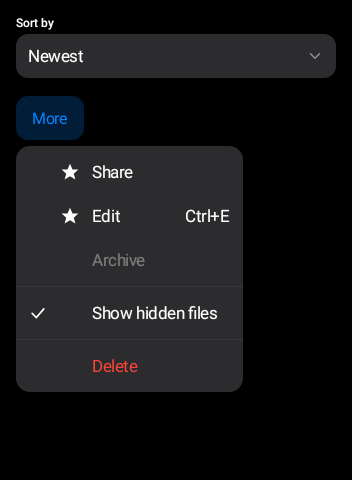 Sort by
Newest
More
Share
Edit Ctrl+E
Archive
Show hidden files
Delete